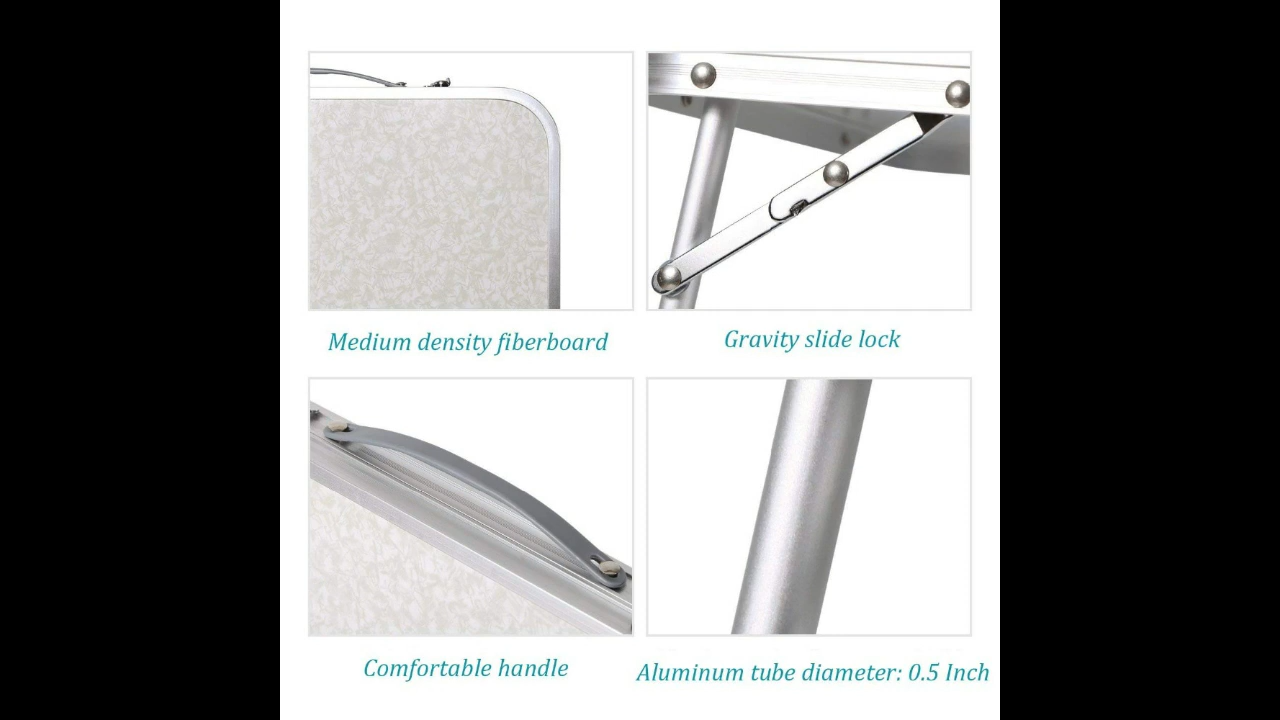 Medium density fiberboard
Gravity slide lock
Comfortable handle
Aluminum tube diameter: 0.5 Inch